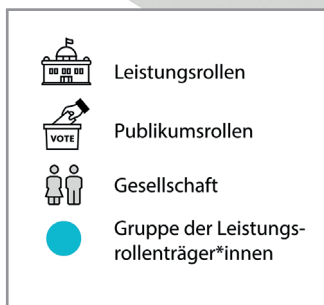 Leistungsrollen
VOTE
Publikumsrollen
Gesellschaft
Gruppe der Leistungs-
rollenträger*innen